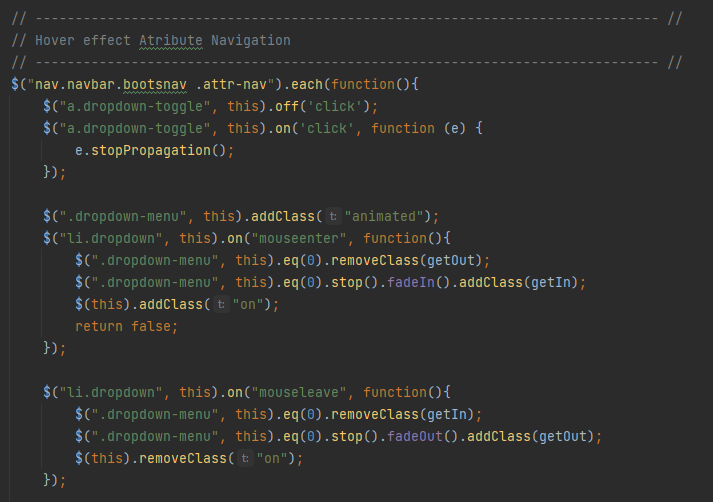 // ------------------------------------------------------------------------------ //
// Hover effect Atribute Navigation
// ------------------------------------------------------------------------------ //
$("nav.navbar.bootsnav .attr-nav").each(function(){
    $("a.dropdown-toggle", this).off('click');
    $("a.dropdown-toggle", this).on('click', function (e) {
        e.stopPropagation();
    });

    $(".dropdown-menu", this).addClass( t: "animated");
    $("li.dropdown", this).on("mouseenter", function(){
        $(".dropdown-menu", this).eq(0).removeClass(getOut);
        $(".dropdown-menu", this).eq(0).stop().fadeIn().addClass(getIn);
        $(this).addClass( t: "on");
        return false;
    });

    $("li.dropdown", this).on("mouseleave", function(){
        $(".dropdown-menu", this).eq(0).removeClass(getIn);
        $(".dropdown-menu", this).eq(0).stop().fadeOut().addClass(getOut);
        $(this).removeClass( t: "on");
    });